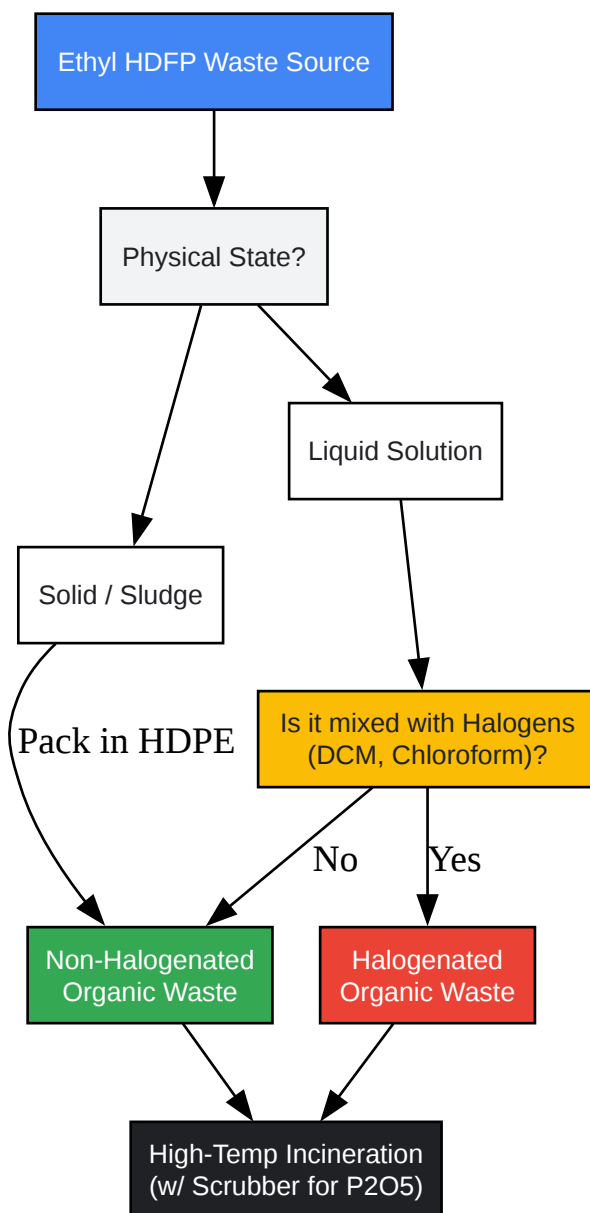 Ethyl HDFP Waste Source
Physical State?
Liquid Solution
Solid / Sludge
Pack in HDPE
Is it mixed with Halogens
(DCM, Chloroform)?
No
Yes
Non-Halogenated
Organic Waste
Halogenated
Organic Waste
High-Temp Incineration
(w/ Scrubber for P2O5)